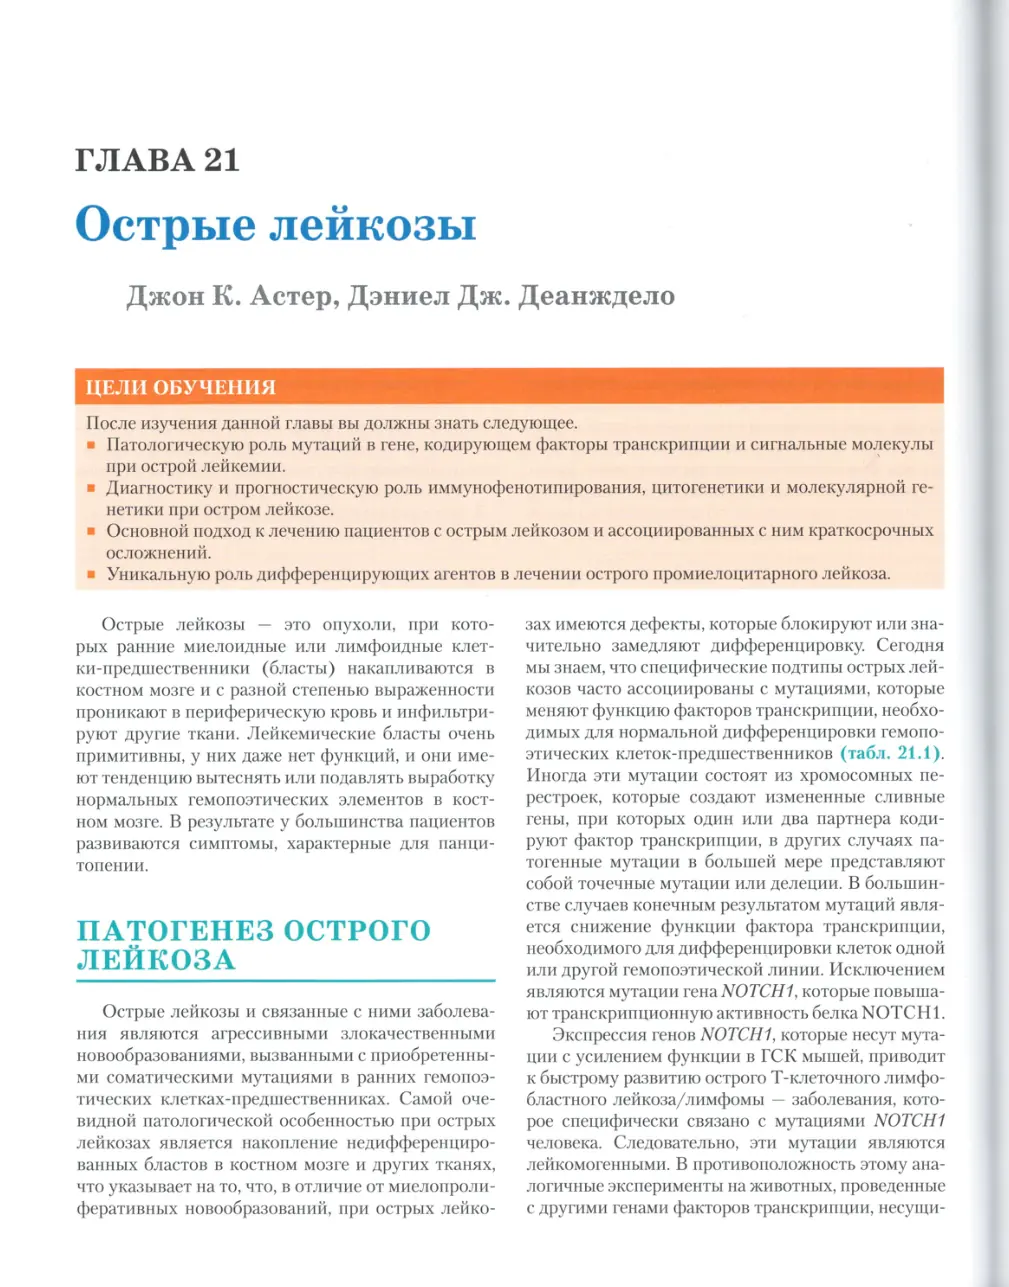 ГЛАВА 21
Острые лейкозы
Джон К. Астер, Дэниел Дж. Деанждело
ЦЕЛИ ОБУЧЕНИЯ
После изучения данной главы вы должны знать следующее.
▪ Патологическую роль мутаций в гене, кодирующем факторы транскрипции и сигнальные молекулы
при острой лейкемии.
▪ Диагностику и прогностическую роль иммунофенотипирования, цитогенетики и молекулярной ге-
нетики при остром лейкозе.
▪ Основной подход к лечению пациентов с острым лейкозом и ассоциированных с ним краткосрочных
осложнений.
▪ Уникальную роль дифференцирующих агентов в лечении острого промиелоцитарного лейкоза.
Острые лейкозы — это опухоли, при кото-
рых ранние миелоидные или лимфоидные клет-
ки-предшественники (бласты) накапливаются в
костном мозге и с разной степенью выраженности
проникают в периферическую кровь и инфильтри-
руют другие ткани. Лейкемические бласты очень
примитивны, у них даже нет функций, и они име-
ют тенденцию вытеснять или подавлять выработку
нормальных гемопоэтических элементов в кост-
ном мозге. В результате у большинства пациентов
развиваются симптомы, характерные для панци-
топении.
ПАТОГЕНЕЗ ОСТРОГО
ЛЕЙКОЗА
Острые лейкозы и связанные с ними заболева-
ния являются агрессивными злокачественными
новообразованиями, вызванными с приобретенны-
ми соматическими мутациями в ранних гемопоэ-
тических клетках-предшественниках. Самой оче-
видной патологической особенностью при острых
лейкозах является накопление недифференциро-
ванных бластов в костном мозге и других тканях,
что указывает на то, что, в отличие от миелопроли-
феративных новообразований, при острых лейко-
зах имеются дефекты, которые блокируют или зна-
чительно замедляют дифференцировку. Сегодня
мы знаем, что специфические подтипы острых лей-
козов часто ассоциированы с мутациями, которые
меняют функцию факторов транскрипции, необхо-
димых для нормальной дифференцировки гемопо-
этических клеток-предшественников (табл. 21.1).
Иногда эти мутации состоят из хромосомных пе-
рестроек, которые создают измененные сливные
гены, при которых один или два партнера коди-
руют фактор транскрипции, в других случаях па-
тогенные мутации в большей мере представляют
собой точечные мутации или делеции. В большин-
стве случаев конечным результатом мутаций явля-
ется снижение функции фактора транскрипции,
необходимого для дифференцировки клеток одной
или другой гемопоэтической линии. Исключением
являются мутации гена NOTCH1, которые повыша-
ют транскрипционную активность белка NOTCH1.
Экспрессия генов NOTCH1, которые несут мута-
ции с усилением функции в ГСК мышей, приводит
к быстрому развитию острого Т-клеточного лимфо-
бластного лейкоза/лимфомы — заболевания, кото-
рое специфически связано с мутациями NOTCH1
человека. Следовательно, эти мутации являются
лейкомогенными. В противоположность этому ана-
логичные эксперименты на животных, проведенные
с другими генами факторов транскрипции, несущи-